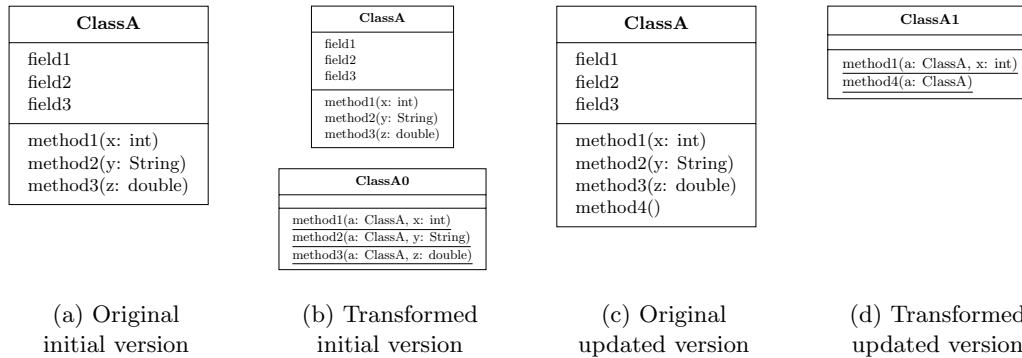 ClassA
field1
field2
field3
method1(x: int)
method2(y: String)
method3(z: double)
(a) Original
initial version
ClassA
field1
field2
field3
method1(x: int)
method2(y: String)
method3(z: double)
ClassA0
method1(a: ClassA, x: int)
method2(a: ClassA, y: String)
method3(a: ClassA, z: double)
(b) Transformed
initial version
ClassA
field1
field2
field3
method1(x: int)
method2(y: String)
method3(z: double)
method4()
(c) Original
updated version
ClassA1
method1(a: ClassA, x: int)
method4(a: ClassA)
(d) Transformed
updated version